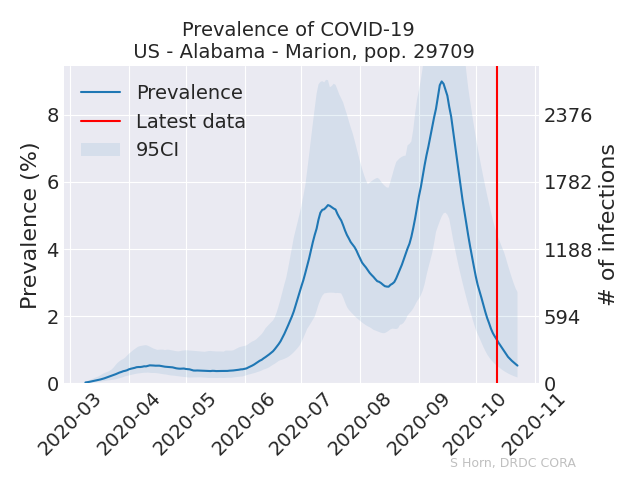 Prevalence of COVID-19
US - Alabama - Marion, pop. 29709
Prevalence
Latest data
95CI
Prevalence (%)
8
6
4
2
0
2376
1782
1188
594
0
# of infections
2020-03
2020-04
2020-05
2020-06
2020-07
2020-08
2020-09
2020-10
2020-11
S Horn, DRDC CORA